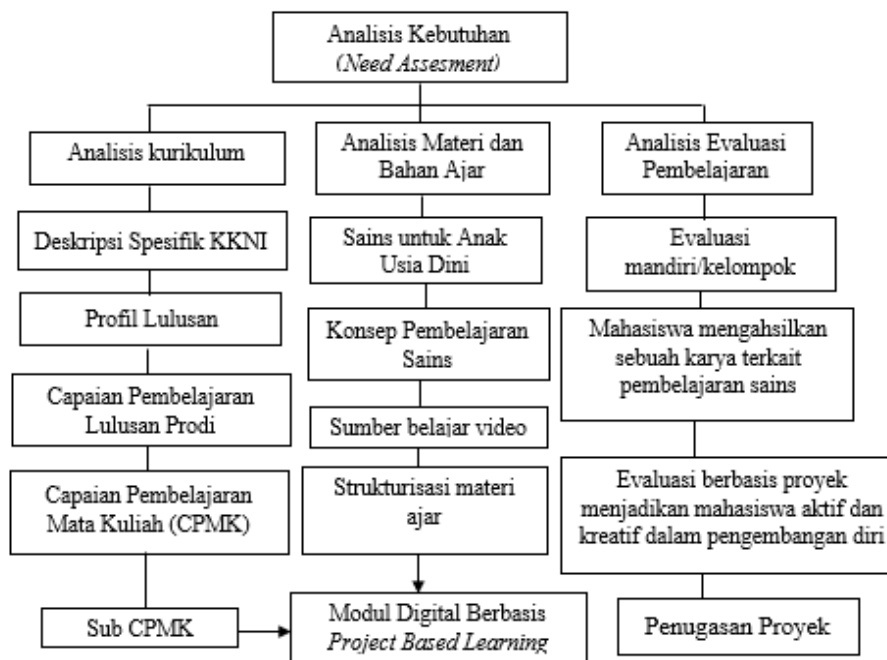 Analisis Kebutuhan
(Need Assesment)
Analisis kurikulum
Deskripsi Spesifik KKNI
Profil Lulusan
Capaian Pembelajaran
Lulusan Prodi
Capaian Pembelajaran
Mata Kuliah (CPMK)
Sub CPMK
Analisis Materi dan
Bahan Ajar
Sains untuk Anak
Usia Dini
Konsep Pembelajaran
Sains
Sumber belajar video
Strukturisasi materi
ajar
Modul Digital Berbasis
Project Based Learning
Analisis Evaluasi
Pembelajaran
Evaluasi
mandiri/kelompok
Mahasiswa mengahsilkan
sebuah karya terkait
pembelajaran sains
Evaluasi berbasis proyek
menjadikan mahasiswa aktif dan
kreatif dalam pengembangan diri
Penugasan Proyek